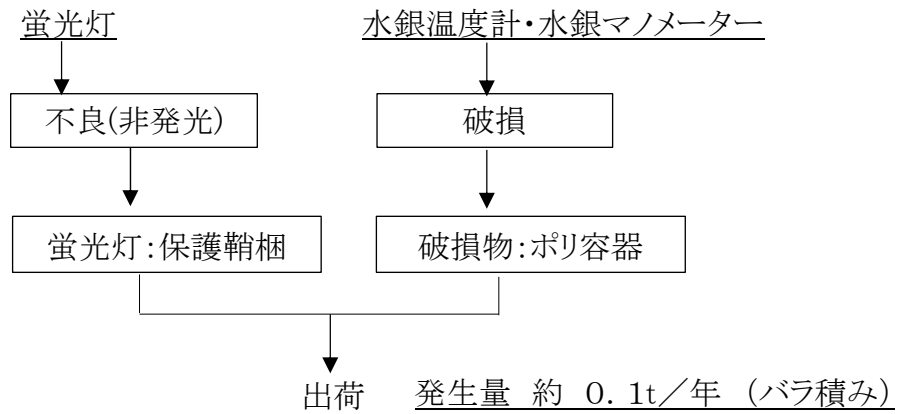 蛍光灯
水銀温度計・水銀マノメーター
不良(非発光)
破損
蛍光灯：保護鞘梱
破損物：ポリ容器
出荷 発生量 約 0．1t／年 （バラ積み）